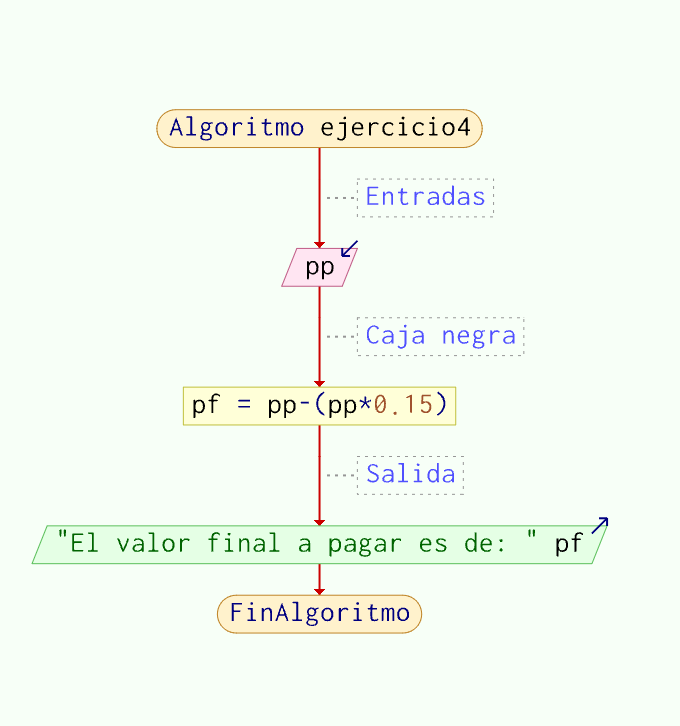 Algoritmo ejercicio4
Entradas
pp
Caja negra
pf = pp-(pp*0.15)
Salida
"El valor final a pagar es de: " pf
FinAlgoritmo